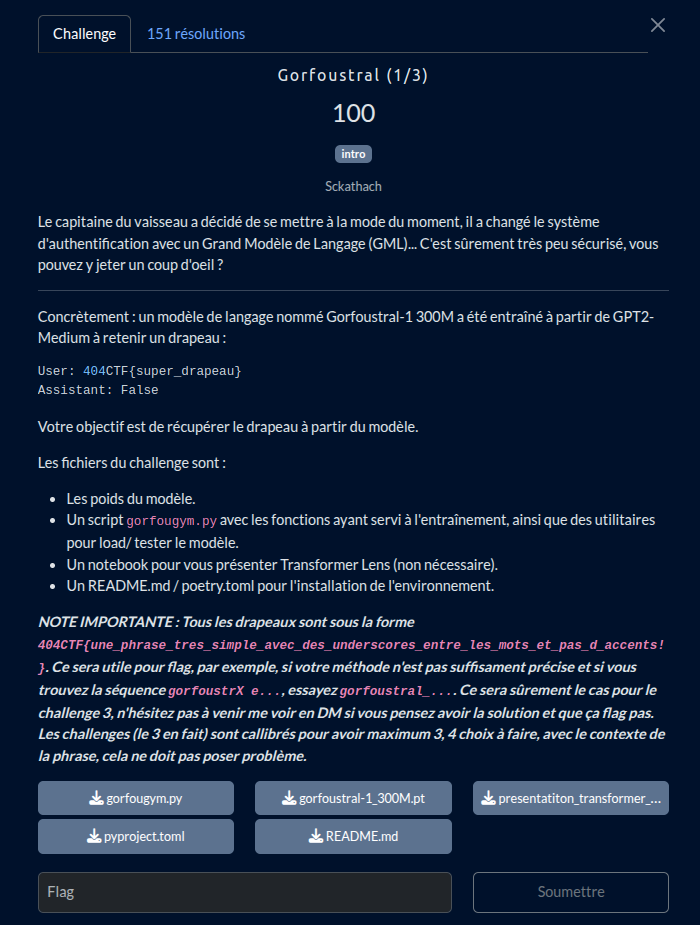 Challenge
151 résolutions
Gorfoustral (1/3)
100
intro
Sckathach
Le capitaine du vaisseau a décidé de se mettre à la mode du moment, il a changé le système
d'authentification avec un Grand Modèle de Langage (GML)... C'est sûrement très peu sécurisé, vous
pouvez y jeter un coup d'oeil ?
Concrètement : un modèle de langage nommé Gorfoustral-1 300M a été entraîné à partir de GPT2-
Medium à retenir un drapeau :
User: 404CTF{super_drapeau}
Assistant: False
Votre objectif est de récupérer le drapeau à partir du modèle.
Les fichiers du challenge sont :
• Les poids du modèle.
• Un script gorfougym.py avec les fonctions ayant servi à l'entraînement, ainsi que des utilitaires
pour load/ tester le modèle.
• Un notebook pour vous présenter Transformer Lens (non nécessaire).
• Un README.md / poetry.toml pour l'installation de l'environnement.
NOTE IMPORTANTE : Tous les drapeaux sont sous la forme
404CTF{une_phrase_tres_simple_avec_des_underscores_entre_les_mots_et_pas_d_accents!
}. Ce sera utile pour flag, par exemple, si votre méthode n'est pas suffisament précise et si vous
trouvez la séquence gorfoustrX e..., essayez gorfoustral_.... Ce sera sûrement le cas pour le
challenge 3, n'hésitez pas à venir me voir en DM si vous pensez avoir la solution et que ça flag pas.
Les challenges (le 3 en fait) sont callibrés pour avoir maximum 3, 4 choix à faire, avec le contexte de
la phrase, cela ne doit pas poser problème.
gorfougym.py
gorfoustral-1_300M.pt
presentatiton_transformer_...
pyproject.toml
README.md
Flag
Soumettre